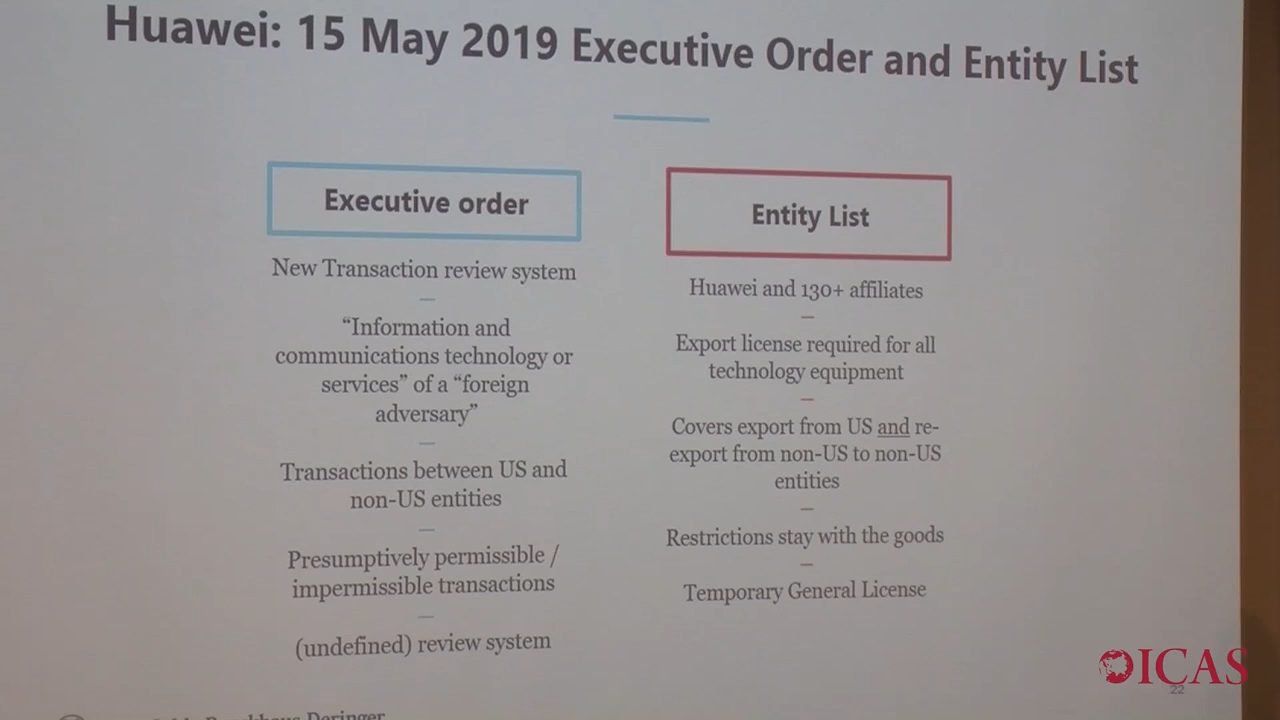 Huawei: 15 May 2019 Executive Order and Entity List
Executive order
New Transaction review system
“Information and
communications technology or
services” of a “foreign
adversary”
Transactions between US and
non-US entities
Presumptively permissible /
impermissible transactions
(undefined) review system
Entity List
Huawei and 130+ affiliates
Export license required for all
technology equipment
Covers export from US and re-
export from non-US to non-US
entities
Restrictions stay with the goods
Temporary General License
ICAS
22
Deringer